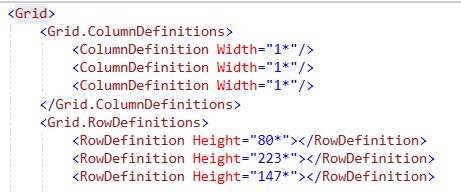 <Grid>
<Grid.ColumnDefinitions>
<ColumnDefinition Width="1*"/>
<ColumnDefinition Width="1*"/>
<ColumnDefinition Width="1*"/>
</Grid.ColumnDefinitions>
<Grid.RowDefinitions>
<RowDefinition Height="80*"></RowDefinition>
<RowDefinition Height="223*"></RowDefinition>
<RowDefinition Height="147*"></RowDefinition>